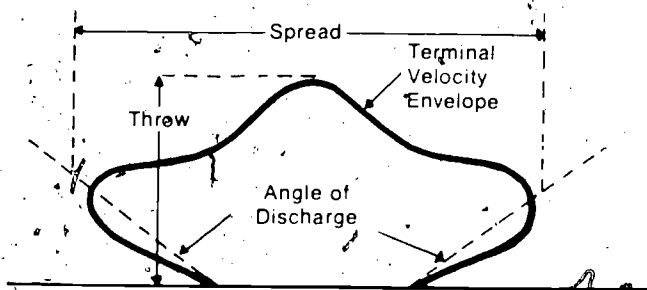 Spread
Terminal
Velocity
Envelope
Throw
Angle of
Discharge